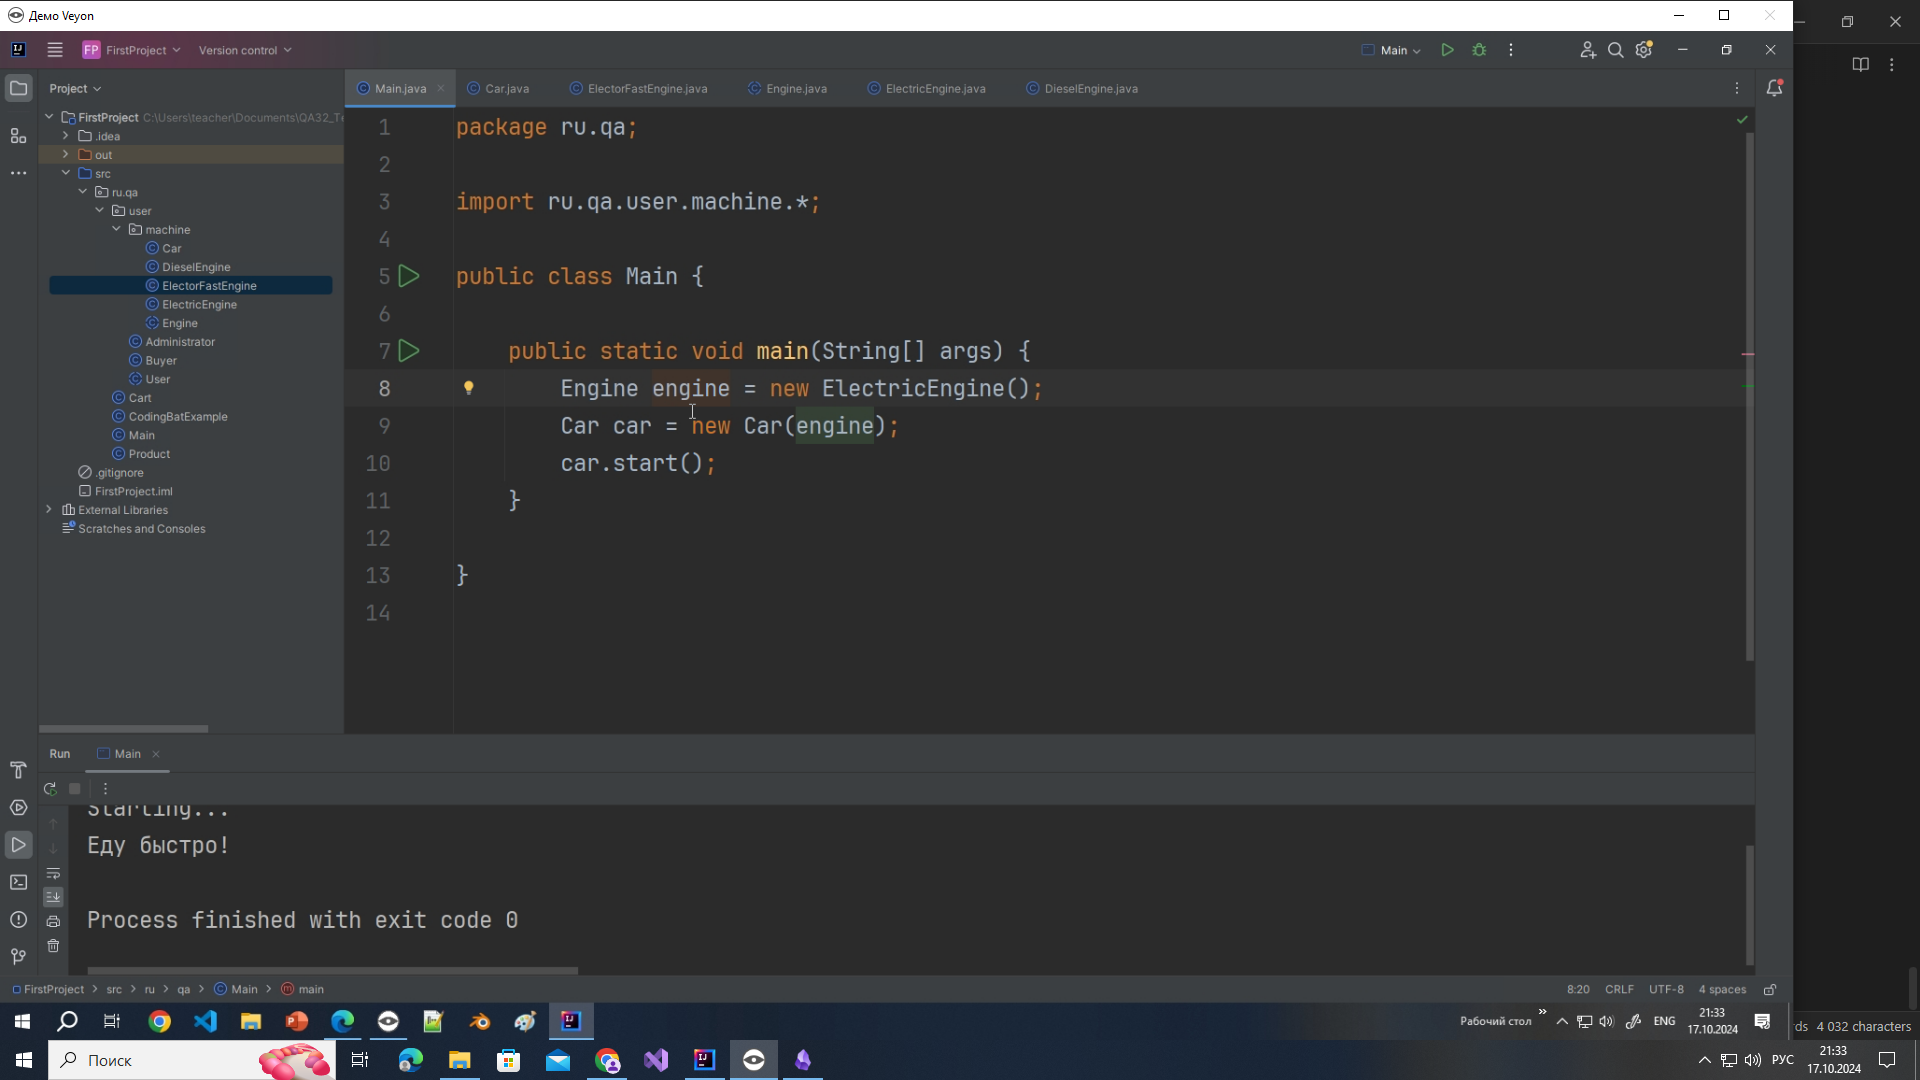 Демо Veyon
FP FirstProject Version control Main
Project
Main.java Car.java ElectorFastEngine.java Engine.java ElectricEngine.java DieselEngine.java
FirstProject C:\Users\teacher\Documents\QA32_Te
.idea
out
src
ru.qa
user
machine
Car
DieselEngine
ElectorFastEngine
ElectricEngine
Engine
Administrator
Buyer
User
Cart
CodingBatExample
Main
Product
.gitignore
FirstProject.iml
External Libraries
Scratches and Consoles
1 package ru.qa;
2
3 import ru.qa.user.machine.*;
4
5 public class Main {
6
7 public static void main(String[] args) {
8 Engine engine = new ElectricEngine();
9 Car car = new Car(engine);
10 car.start();
11 }
12
13 }
14
Run Main
Starting...
Еду быстро!
Process finished with exit code 0
FirstProject > src > ru > qa > Main > main
8:20 CRLF UTF-8 4 spaces
Рабочий стол ENG 21:33
17.10.2024
ds 4 032 characters
Поиск
РУС 21:33
17.10.2024